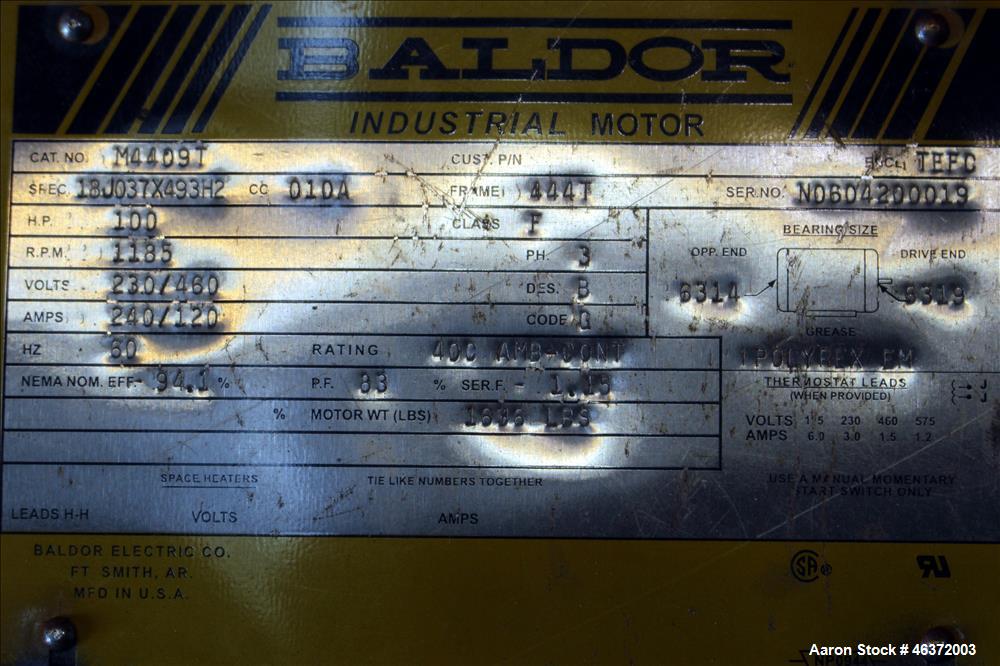 BALDOR
INDUSTRIAL MOTOR
CAT. NO. M4409T CUST. P/N ENCL. TEFC
SPEC. 18J037X493H2 CC 010A FRAME 444T SER.NO. N0604200019
H.P. 100 CLASS F BEARING SIZE
R.P.M. 1185 PH. 3 OPP. END DRIVE END
VOLTS 230/460 DES. B 6314 6319
AMPS 240/120 CODE G GREASE
HZ 60 RATING 40C AMB-CONT POLYREX EM
NEMA NOM. EFF. 94.1 % P.F. 83 % SER.F. 1.15 THERMOSTAT LEADS J
(WHEN PROVIDED) J
% MOTOR WT (LBS) LBS VOLTS 115 230 460 575
AMPS 6.0 3.0 1.5 1.2
SPACE HEATERS TIE LIKE NUMBERS TOGETHER USE A MANUAL MOMENTARY
START SWITCH ONLY
LEADS H-H VOLTS AMPS
BALDOR ELECTRIC CO.
FT SMITH, AR.
MFD IN U.S.A.
SA ®
RU
Aaron Stock # 46372003